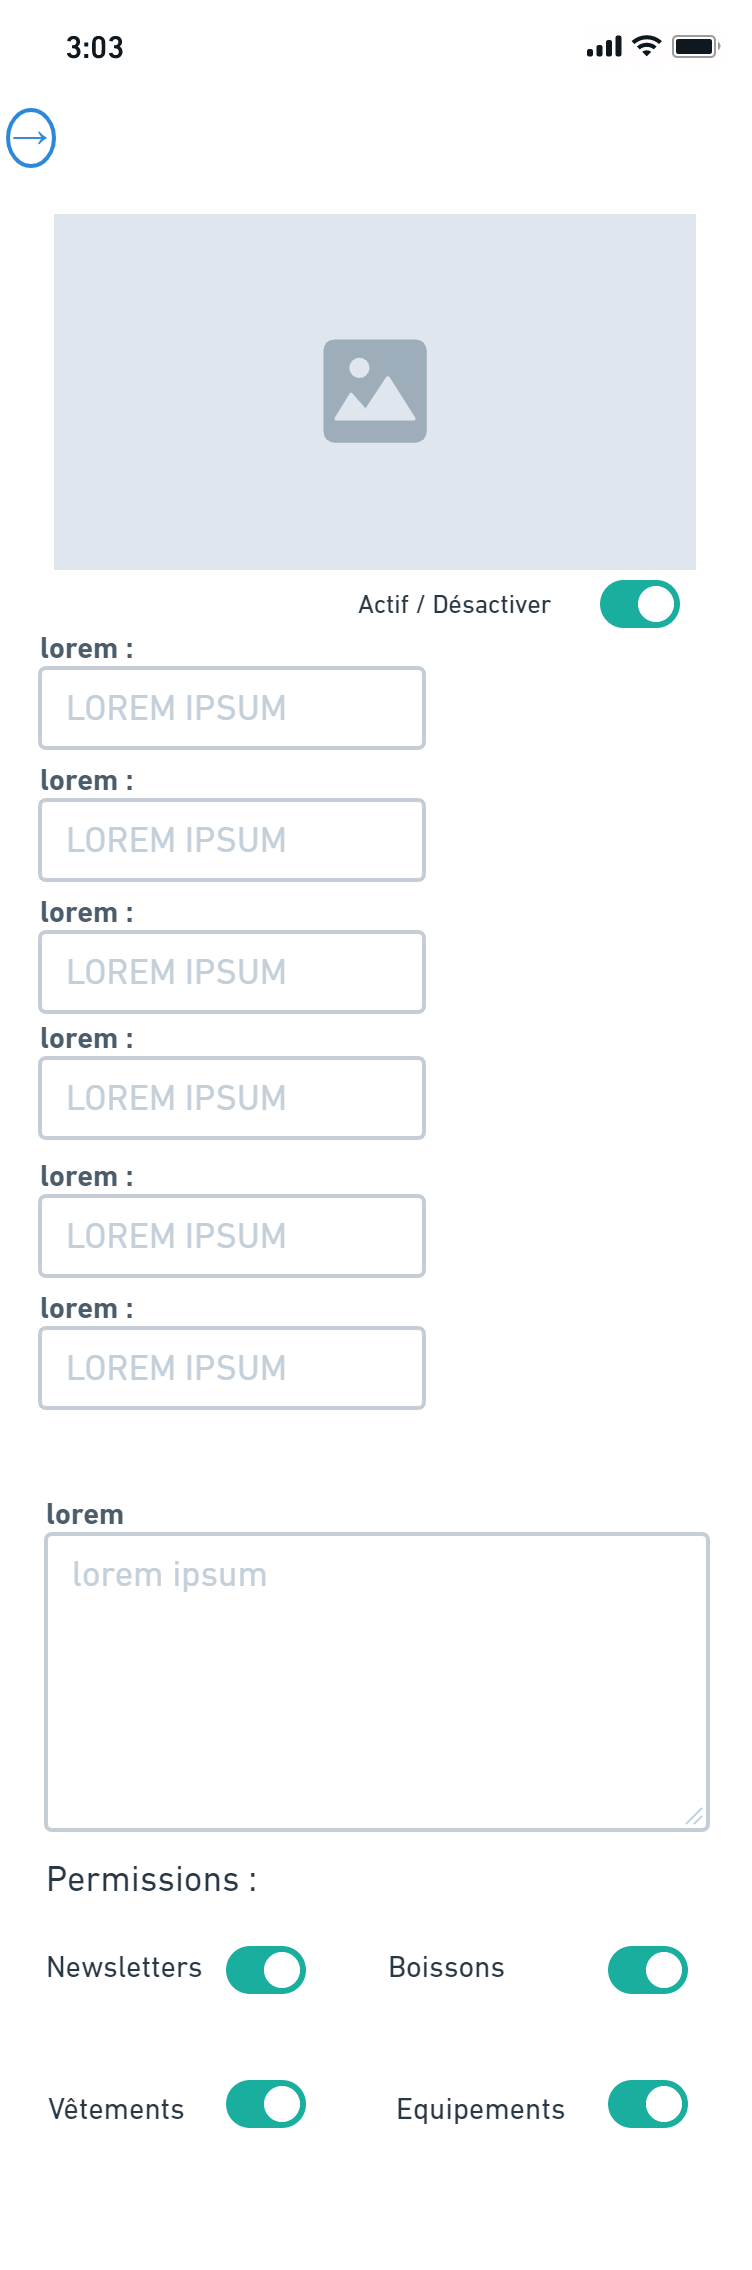 3:03
Actif / Désactiver
lorem :
LOREM IPSUM
lorem :
LOREM IPSUM
lorem :
LOREM IPSUM
lorem :
LOREM IPSUM
lorem :
LOREM IPSUM
lorem :
LOREM IPSUM
lorem
lorem ipsum
Permissions :
Newsletters Boissons
Vêtements Equipements